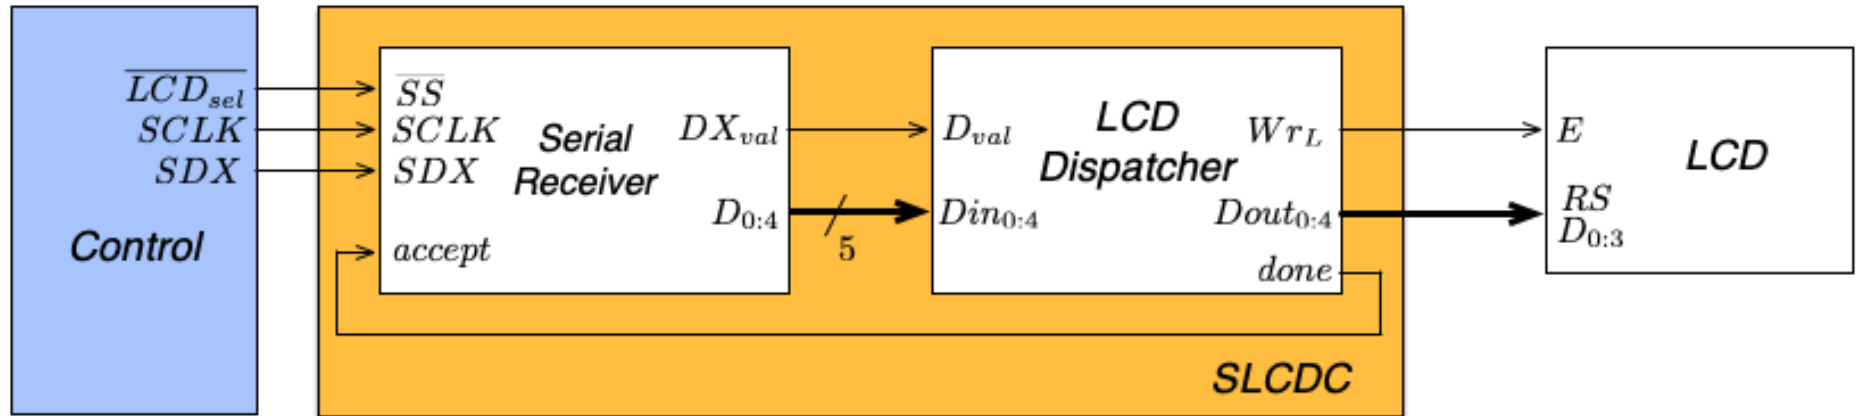 LCD_sel
SCLK
SDX
Control
SS
SCLK
SDX
accept
Serial
Receiver
DX_val
D_0:4
5
D_val
Din_0:4
LCD
Dispatcher
Wr_L
Dout_0:4
done
SLCDC
E
RS
D_0:3
LCD